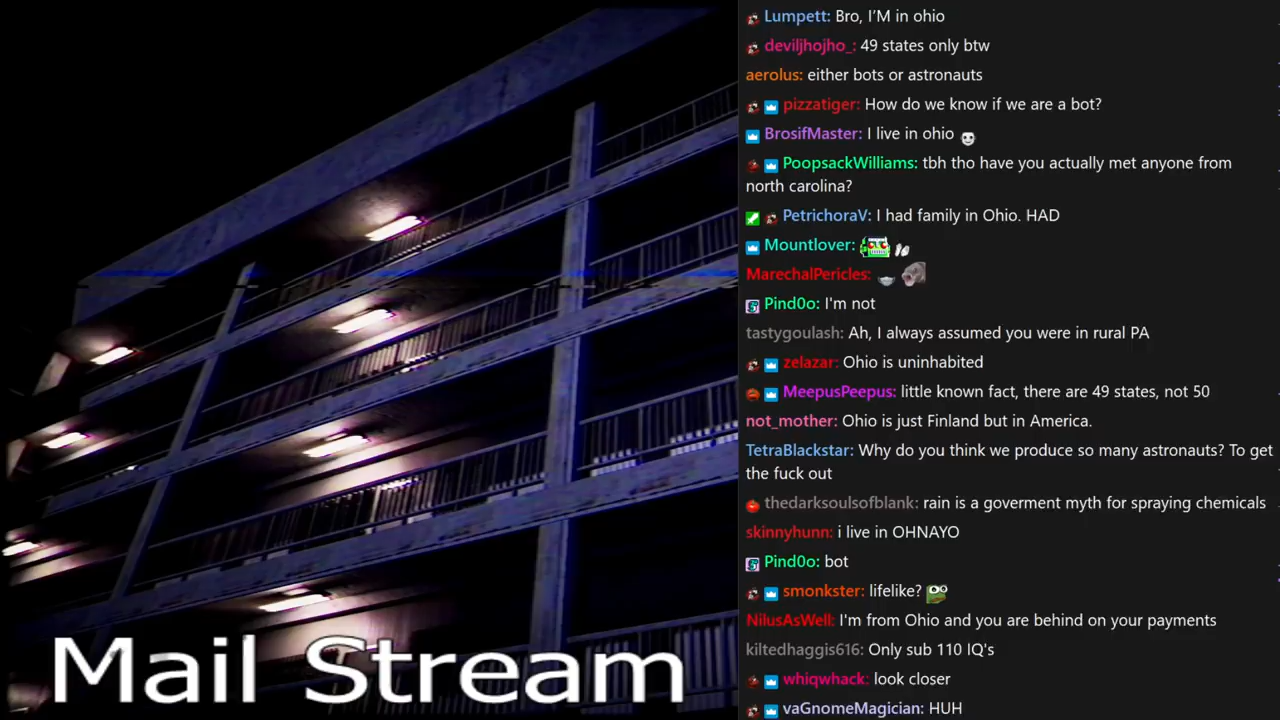 Lumpett: Bro, I'M in ohio
deviljhojho_: 49 states only btw
aerolus: either bots or astronauts
pizzatiger: How do we know if we are a bot?
BrosifMaster: I live in ohio
PoopsackWilliams: tbh tho have you actually met anyone from
north carolina?
PetrichoraV: I had family in Ohio. HAD
Mountlover:
MarechalPericles:
Pind0o: I'm not
tastygoulash: Ah, I always assumed you were in rural PA
zelazar: Ohio is uninhabited
MeepusPeepus: little known fact, there are 49 states, not 50
not_mother: Ohio is just Finland but in America.
TetraBlackstar: Why do you think we produce so many astronauts? To get
the fuck out
thedarksoulsofblank: rain is a goverment myth for spraying chemicals
skinnyhunn: i live in OHNAYO
Pind0o: bot
smonkster: lifelike?
NilusAsWell: I'm from Ohio and you are behind on your payments
kiltedhaggis616: Only sub 110 IQ's
whiqwhack: look closer
vaGnomeMagician: HUH
Mail Stream